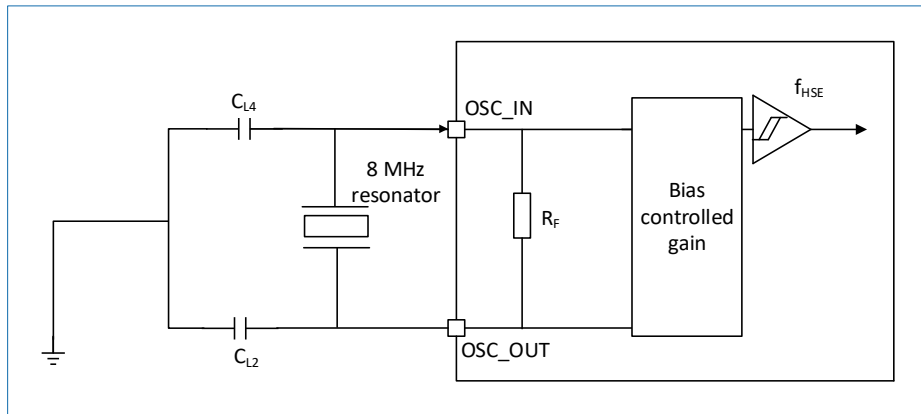 C_L4
OSC_IN
f_HSE
8 MHz
resonator
R_F
Bias
controlled
gain
C_L2
OSC_OUT